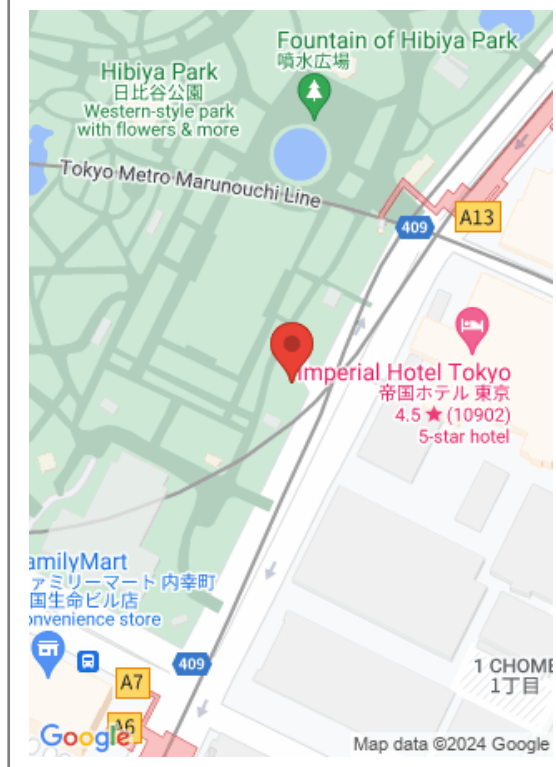 Fountain of Hibiya Park
噴水広場
Hibiya Park
日比谷公園
Western-style park
with flowers & more
Tokyo Metro Marunouchi Line
A13
409
Imperial Hotel Tokyo
帝国ホテル 東京
4.5 ★ (10902)
5-star hotel
amilyMart
ァミリーマート 内幸町
国生命ビル店
onvenience store
409
1 CHOME
1丁目
A7
A6
Google
Map data ©2024 Google